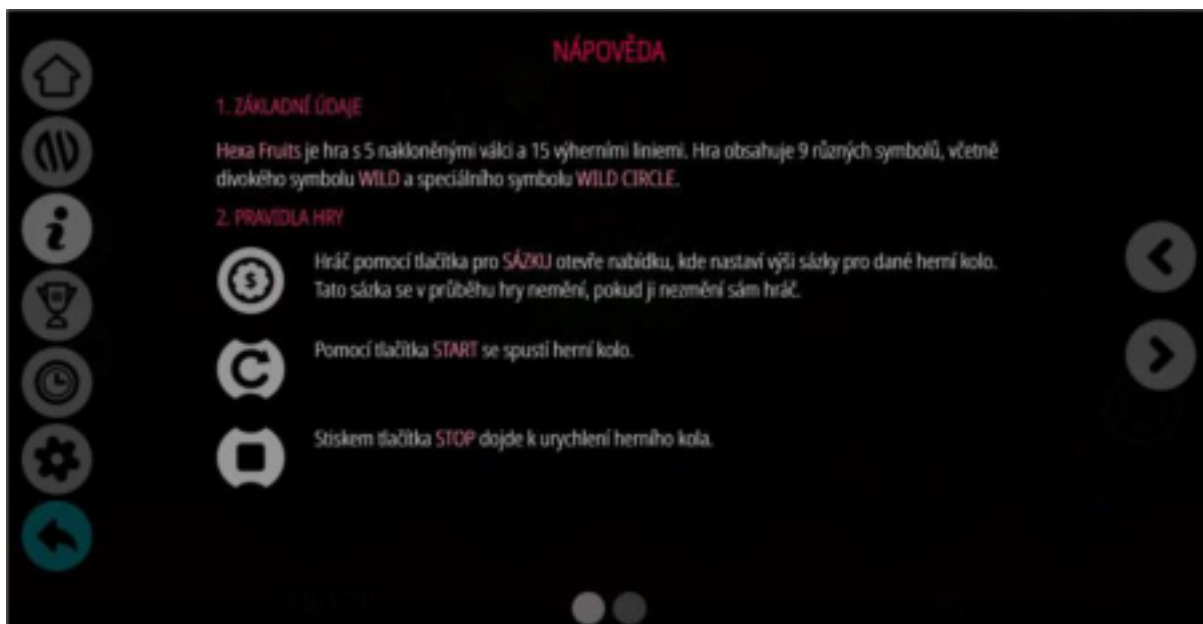 NÁPOVĚDA
1. ZÁKLADNÍ ÚDAJE
Hexa Fruits je hra s 5 nakloněnými válci a 15 výherními liniemi. Hra obsahuje 9 různých symbolů, včetně
divokého symbolu WILD a speciálního symbolu WILD CIRCLE.
2. PRAVIDLA HRY
Hráč pomocí tlačítka pro SÁZKU otevře nabídku, kde nastaví výši sázky pro dané herní kolo.
Tato sázka se v průběhu hry nemění, pokud ji nezmění sám hráč.
Pomocí tlačítka START se spustí herní kolo.
Stiskem tlačítka STOP dojde k urychlení herního kola.